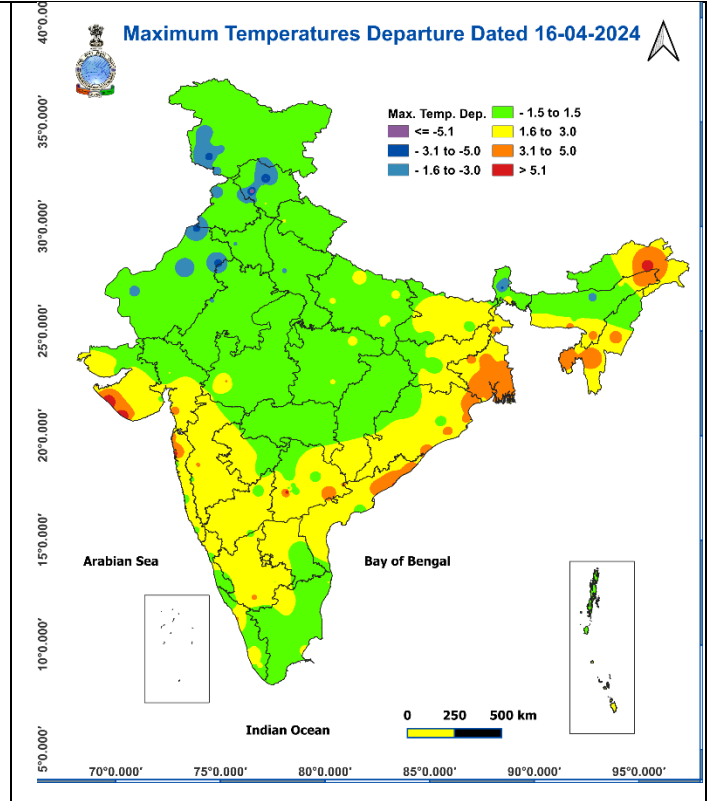 Maximum Temperatures Departure Dated 16-04-2024
Max. Temp. Dep.
<= -5.1
- 3.1 to -5.0
- 1.6 to -3.0
- 1.5 to 1.5
1.6 to 3.0
3.1 to 5.0
> 5.1
40°0.000'
35°0.000'
30°0.000'
25°0.000'
20°0.000'
15°0.000'
10°0.000'
5°0.000'
Arabian Sea
Bay of Bengal
Indian Ocean
0 250 500 km
70°0.000' 75°0.000' 80°0.000' 85°0.000' 90°0.000' 95°0.000'